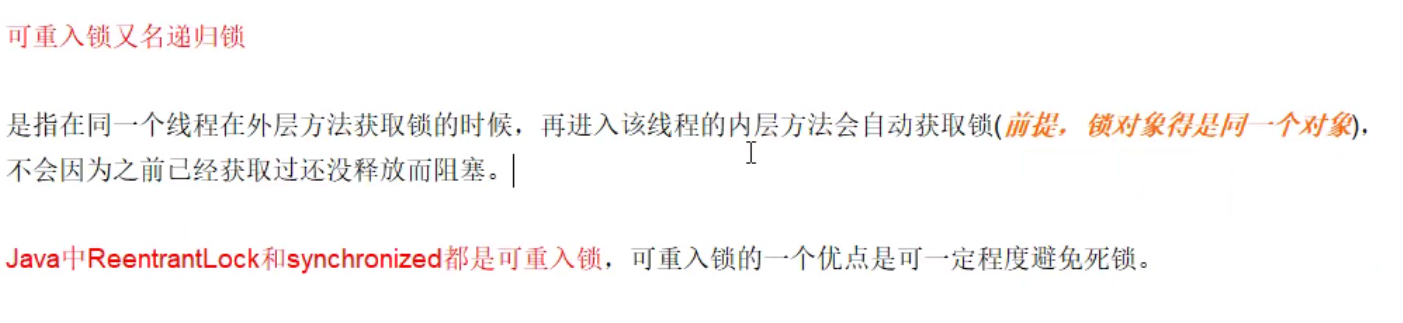 可重入锁又名递归锁
是指在同一个线程在外层方法获取锁的时候，再进入该线程的内层方法会自动获取锁(前提，锁对象得是同一个对象)，
不会因为之前已经获取过还没释放而阻塞。
Java中ReentrantLock和synchronized都是可重入锁，可重入锁的一个优点是可一定程度避免死锁。